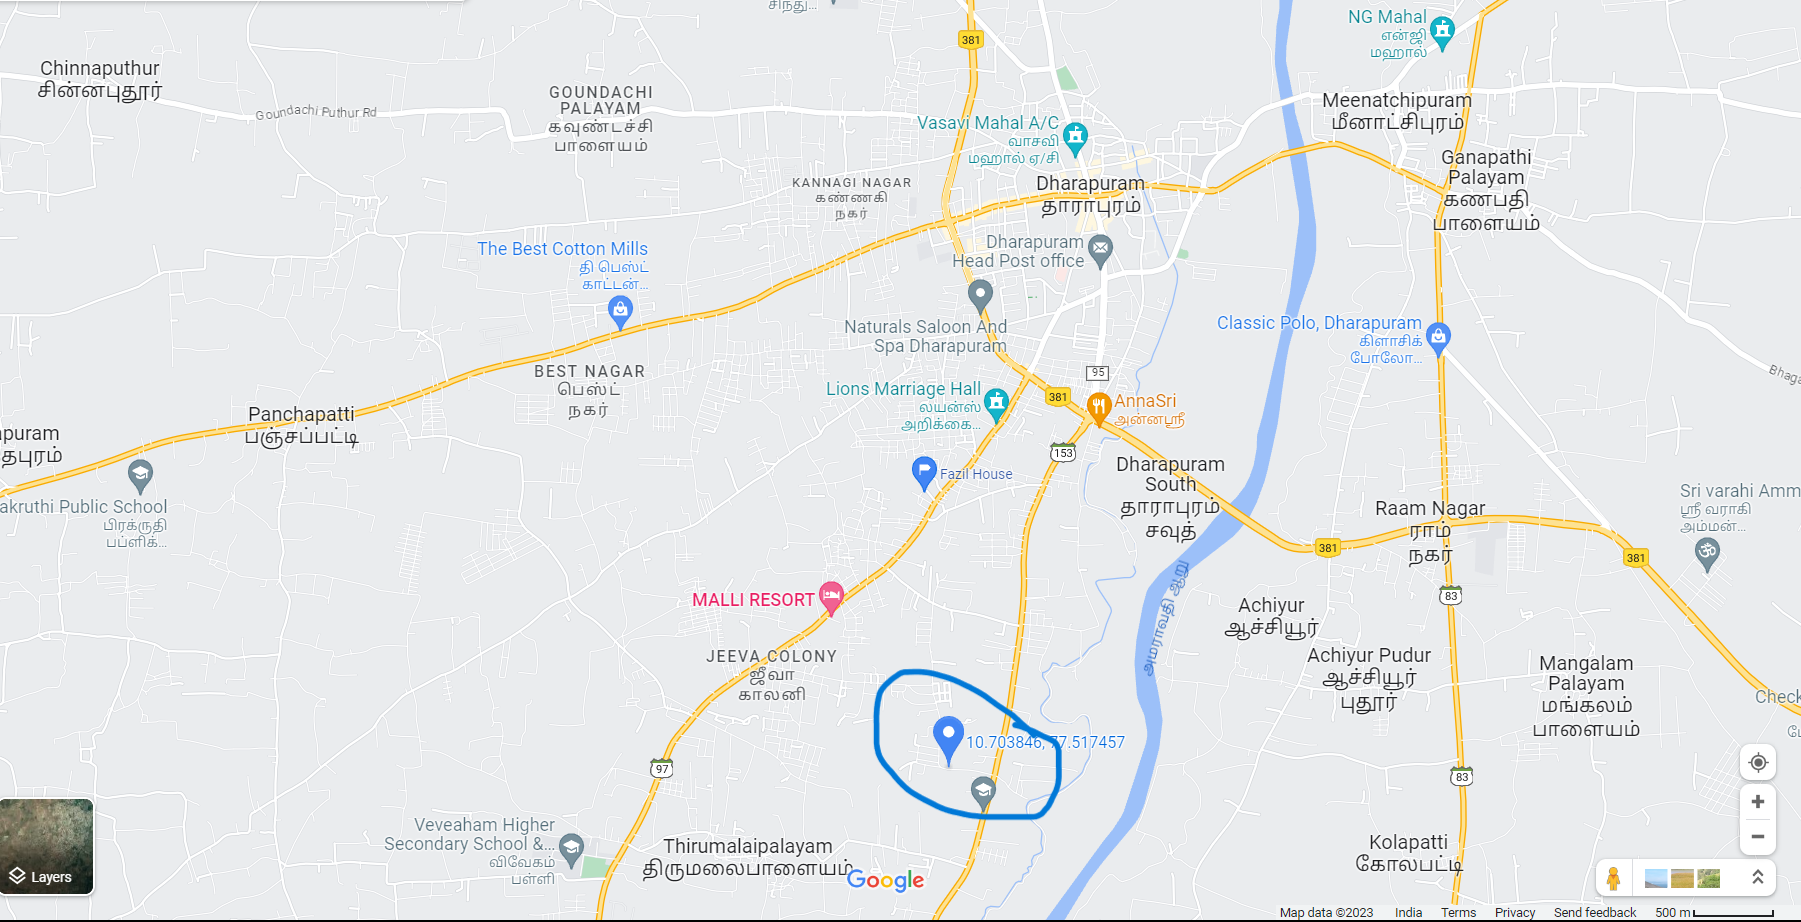 சிந்து...
NG Mahal
என்ஜி
மஹால்
381
Chinnaputhur
சின்னபுதூர்
Goundachi Puthur Rd
GOUNDACHI
PALAYAM
கவுண்டச்சி
பாளையம்
Vasavi Mahal A/C
வாசவி
மஹால் ஏ/சி
Meenatchipuram
மீனாட்சிபுரம்
Ganapathi
Palayam
கணபதி
பாளையம்
KANNAGI NAGAR
கண்ணகி
நகர்
Dharapuram
தாராபுரம்
Dharapuram
Head Post office
The Best Cotton Mills
தி பெஸ்ட்
காட்டன்...
Naturals Saloon And
Spa Dharapuram
Classic Polo, Dharapuram
கிளாசிக்
போலோ...
BEST NAGAR
பெஸ்ட்
நகர்
95
Lions Marriage Hall
லயன்ஸ்
அறிக்கை...
381
AnnaSri
அன்னஸ்ரீ
Panchapatti
பஞ்சப்பட்டி
apuram
தபுரம்
153
Fazil House
Dharapuram
South
தாராபுரம்
சவுத்
akruthi Public School
பிரக்ருதி
பப்ளிக்...
Raam Nagar
ராம்
நகர்
Sri varahi Amm
ஸ்ரீ வராகி
அம்மன்...
381
381
MALLI RESORT
அமராவதி ஆறு
Achiyur
ஆச்சியூர்
83
JEEVA COLONY
ஜீவா
காலனி
Achiyur Pudur
ஆச்சியூர்
புதூர்
Mangalam
Palayam
மங்கலம்
பாளையம்
Check
10.703846, 77.517457
97
83
Veveaham Higher
Secondary School &...
விவேகம்
பள்ளி
Thirumalaipalayam
திருமலைபாளையம்
Kolapatti
கோலபட்டி
Layers
Google
Map data ©2023 India Terms Privacy Send feedback 500 m